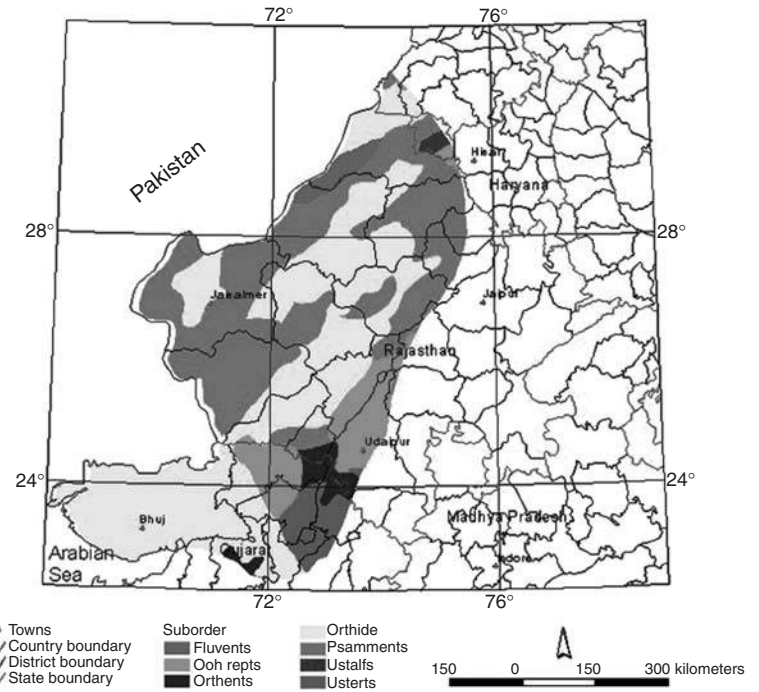 72° 76°
Pakistan
Hisar
Haryana
28° 28°
Jaisalmer
Jaipur
Rajasthan
Udaipur
24° 24°
Bhuj
Madhya Pradesh
Arabian
Sea
Gujara
Indore
72° 76°
Towns
Country boundary
District boundary
State boundary
Suborder
Fluvents
Ooh repts
Orthents
Orthide
Psamments
Ustalfs
Usterts
150 0 150 300 kilometers